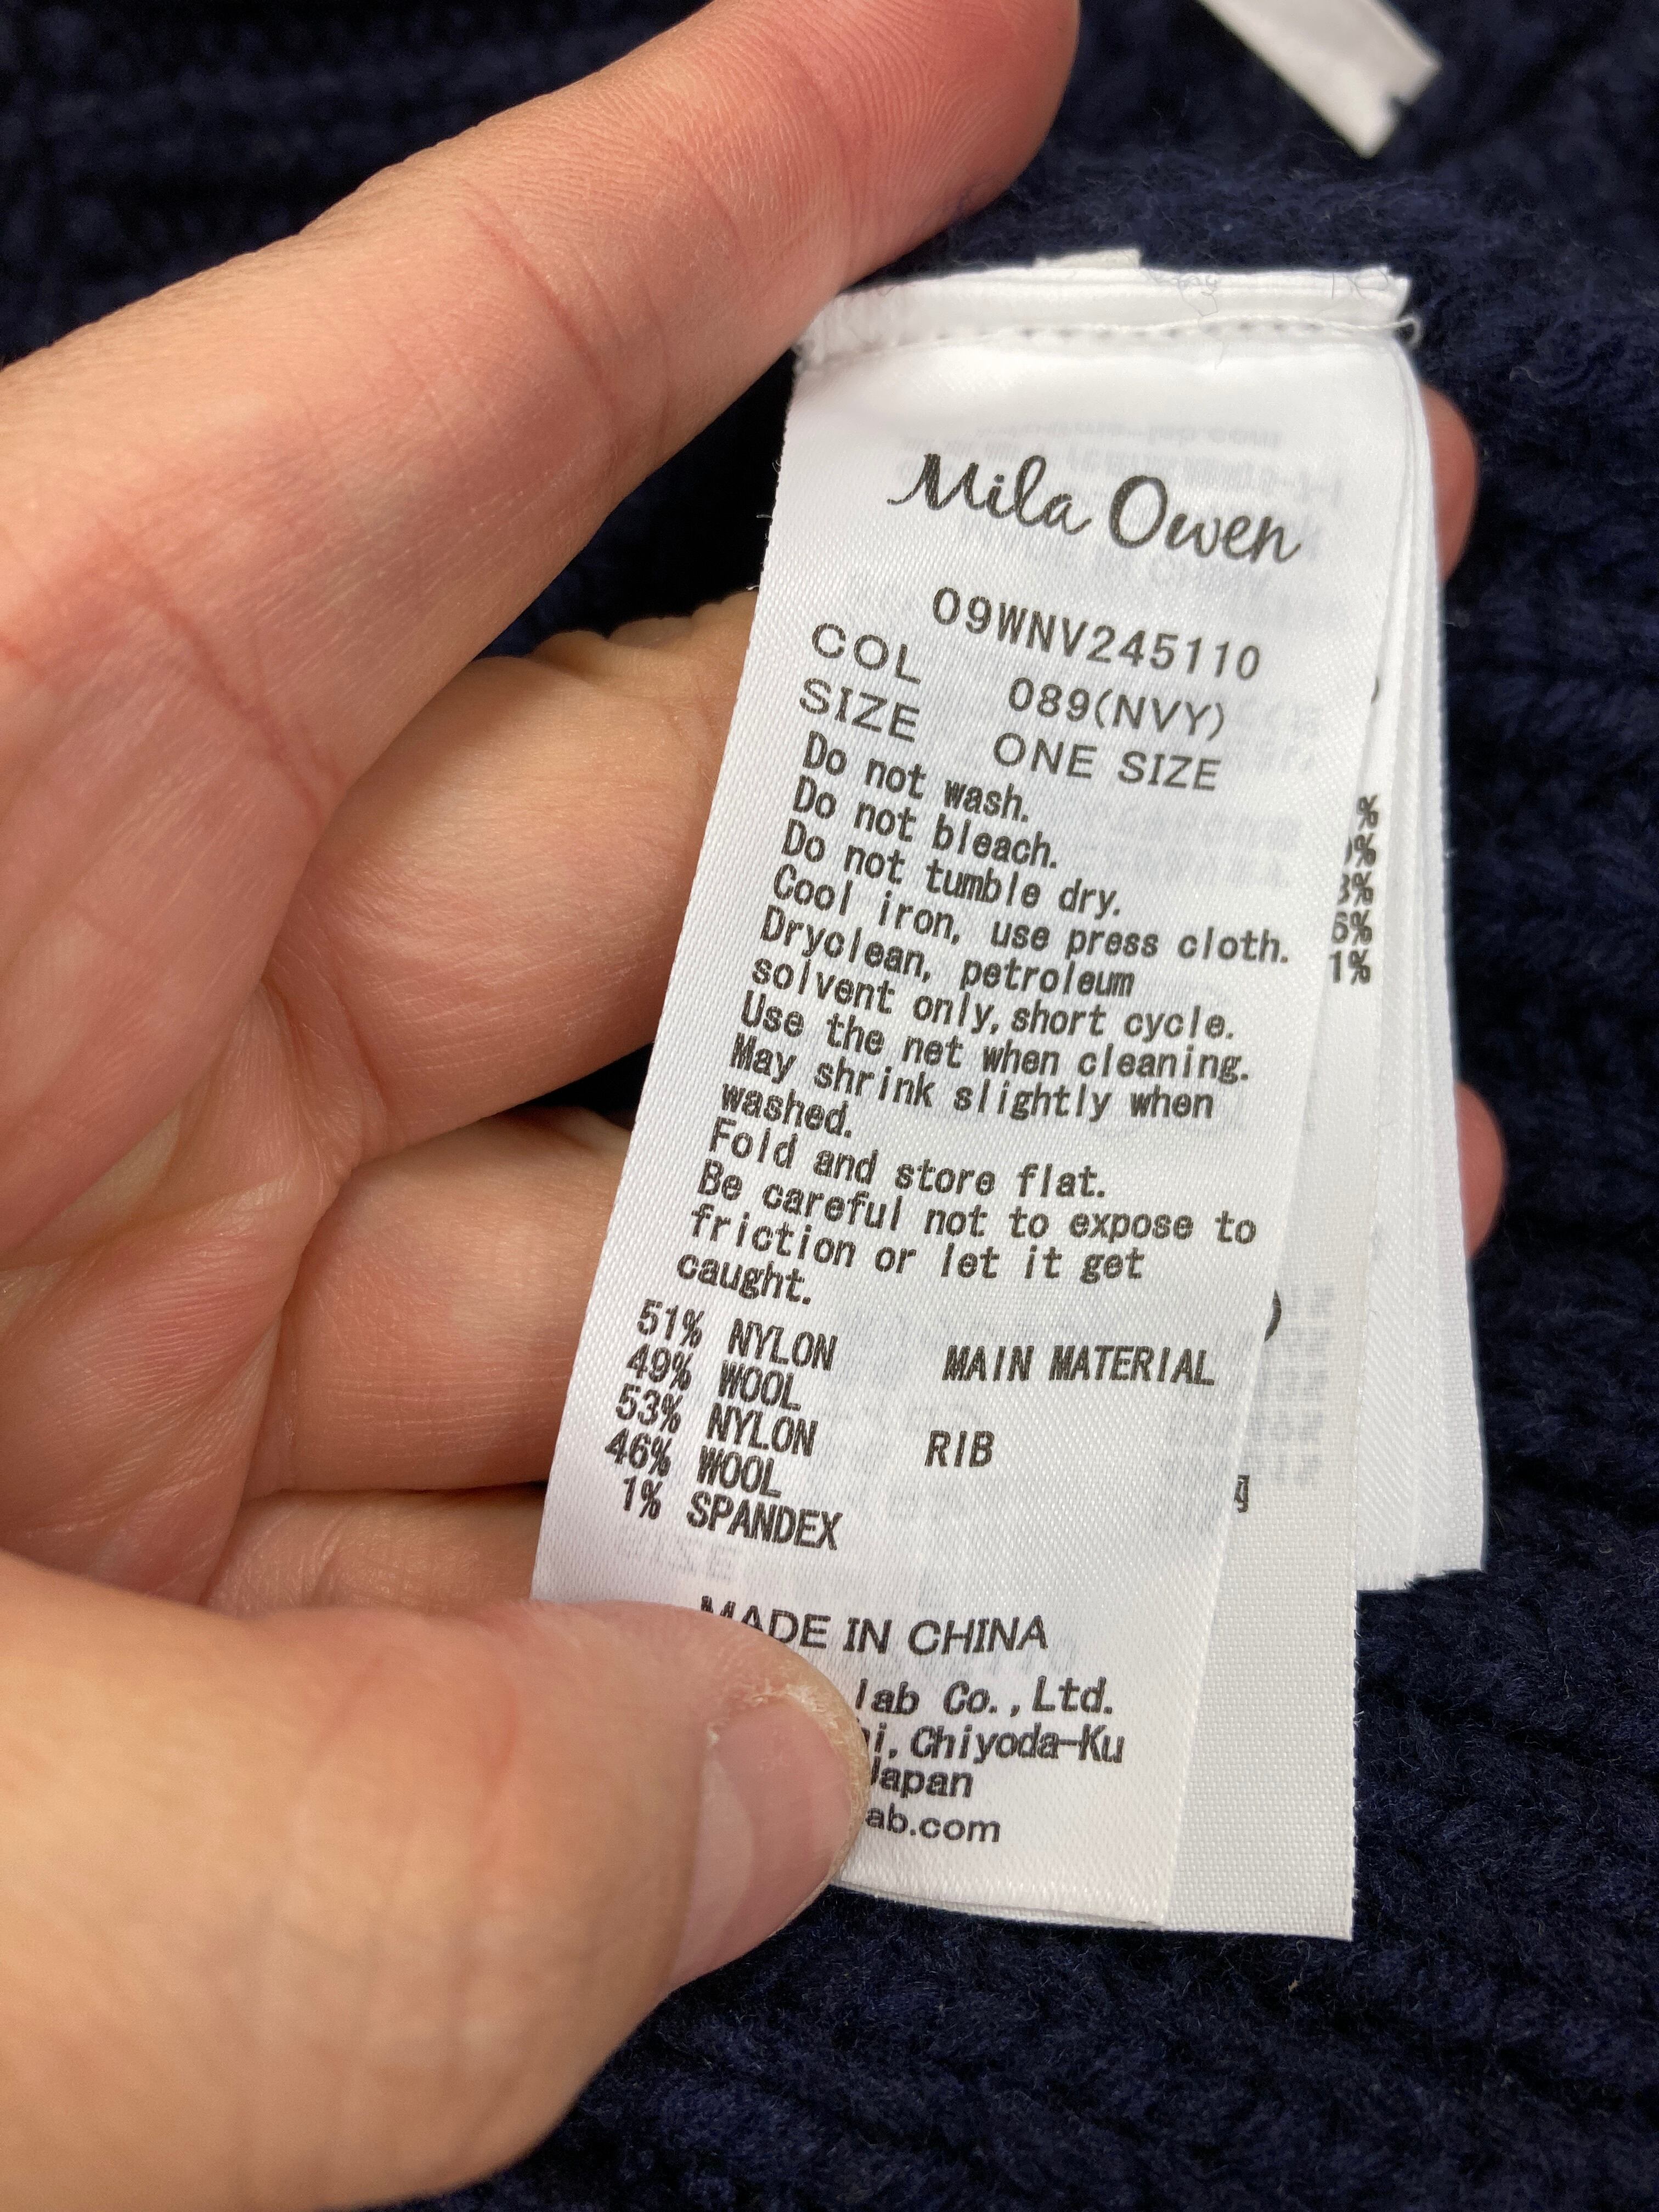 Mila Owen
09WNV245110
COL 089(NVY)
SIZE ONE SIZE
Do not wash.
Do not bleach.
Do not tumble dry.
Cool iron, use press cloth.
Dryclean, petroleum
solvent only,short cycle.
Use the net when cleaning.
May shrink slightly when
washed.
Fold and store flat.
Be careful not to expose to
friction or let it get
caught.
51% NYLON MAIN MATERIAL
49% WOOL
53% NYLON RIB
46% WOOL
1% SPANDEX
MADE IN CHINA
lab Co.,Ltd.
Chiyoda-Ku
Japan
ab.com
%
%
3%
6%
1%